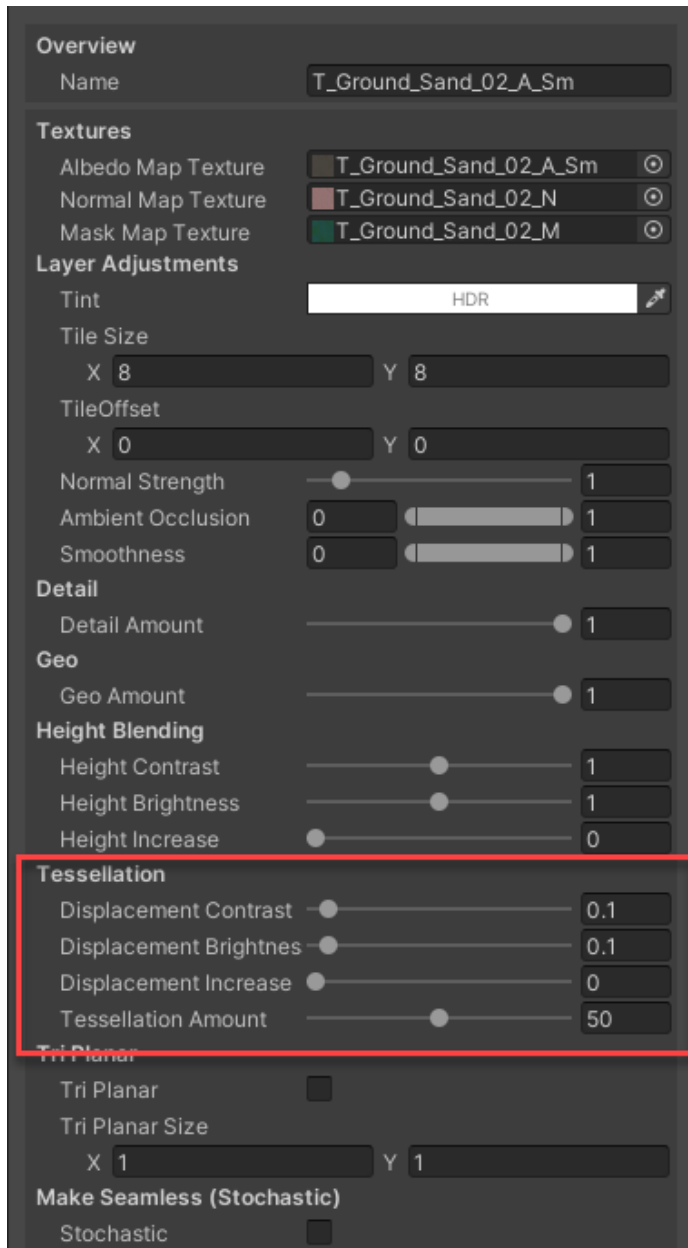 Overview
Name T_Ground_Sand_02_A_Sm
Textures
Albedo Map Texture T_Ground_Sand_02_A_Sm
Normal Map Texture T_Ground_Sand_02_N
Mask Map Texture T_Ground_Sand_02_M
Layer Adjustments
Tint HDR
Tile Size
X 8 Y 8
TileOffset
X 0 Y 0
Normal Strength 1
Ambient Occlusion 0 1
Smoothness 0 1
Detail
Detail Amount 1
Geo
Geo Amount 1
Height Blending
Height Contrast 1
Height Brightness 1
Height Increase 0
Tessellation
Displacement Contrast 0.1
Displacement Brightnes 0.1
Displacement Increase 0
Tessellation Amount 50
Tri Planar
Tri Planar
Tri Planar Size
X 1 Y 1
Make Seamless (Stochastic)
Stochastic